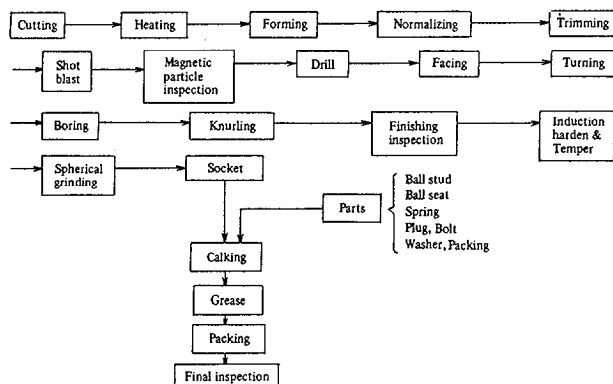 Cutting
Heating
Forming
Normalizing
Trimming
Shot
blast
Magnetic
particle
inspection
Drill
Facing
Turning
Boring
Knurling
Finishing
inspection
Induction
harden &
Temper
Spherical
grinding
Socket
Parts
Ball stud
Ball seat
Spring
Plug, Bolt
Washer, Packing
Calking
Grease
Packing
Final inspection